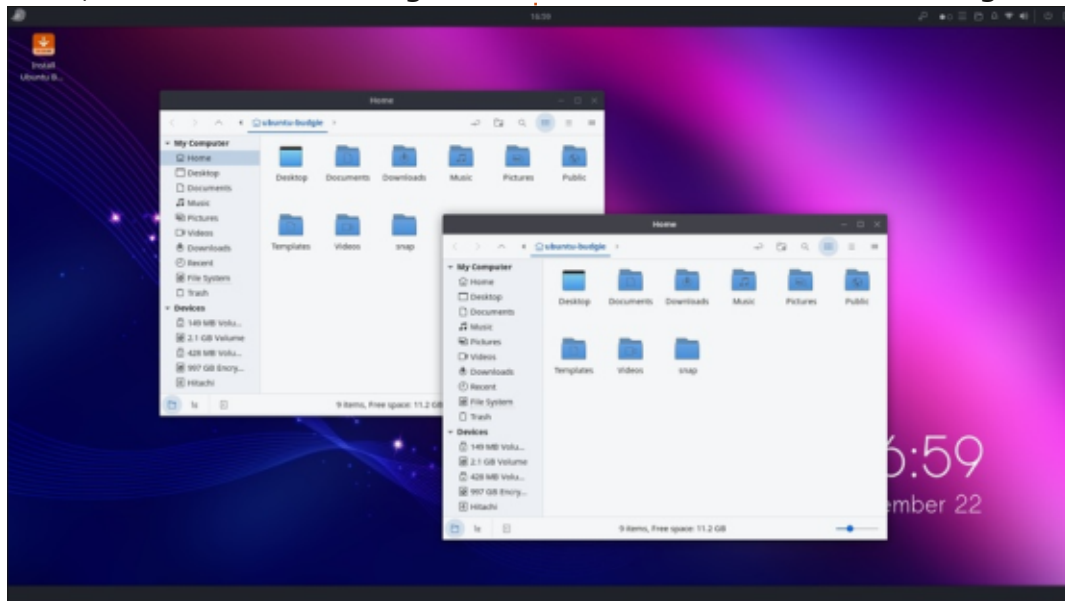 16:59
Install
Ubuntu B...
Home
ubuntu-budgie
My Computer
Home
Desktop
Documents
Music
Pictures
Videos
Downloads
Recent
File System
Trash
Devices
149 MB Volu...
2.1 GB Volume
428 MB Volu...
997 GB Encry...
Hitachi
Desktop Documents Downloads Music Pictures Public
Templates Videos snap
9 items, Free space: 11.2 GB
Home
ubuntu-budgie
My Computer
Home
Desktop
Documents
Music
Pictures
Videos
Downloads
Recent
File System
Trash
Devices
149 MB Volu...
2.1 GB Volume
428 MB Volu...
997 GB Encry...
Hitachi
Desktop Documents Downloads Music Pictures Public
Templates Videos snap
9 items, Free space: 11.2 GB
6:59
ember 22